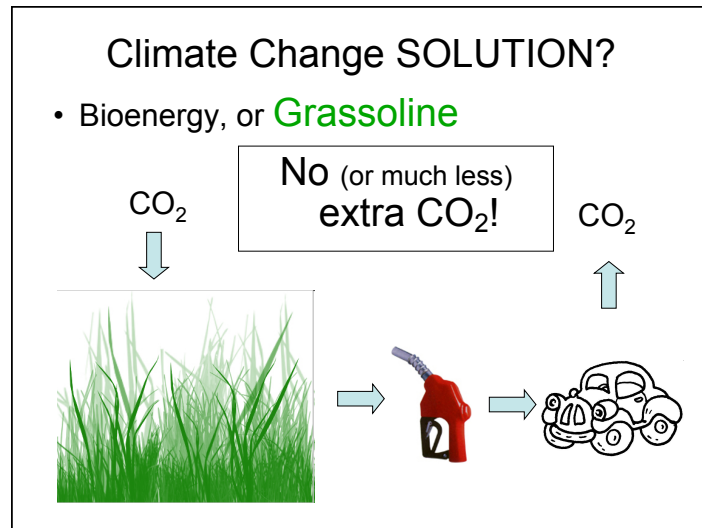 Climate Change SOLUTION?
• Bioenergy, or Grassoline
No (or much less)
extra CO₂!
CO₂
CO₂